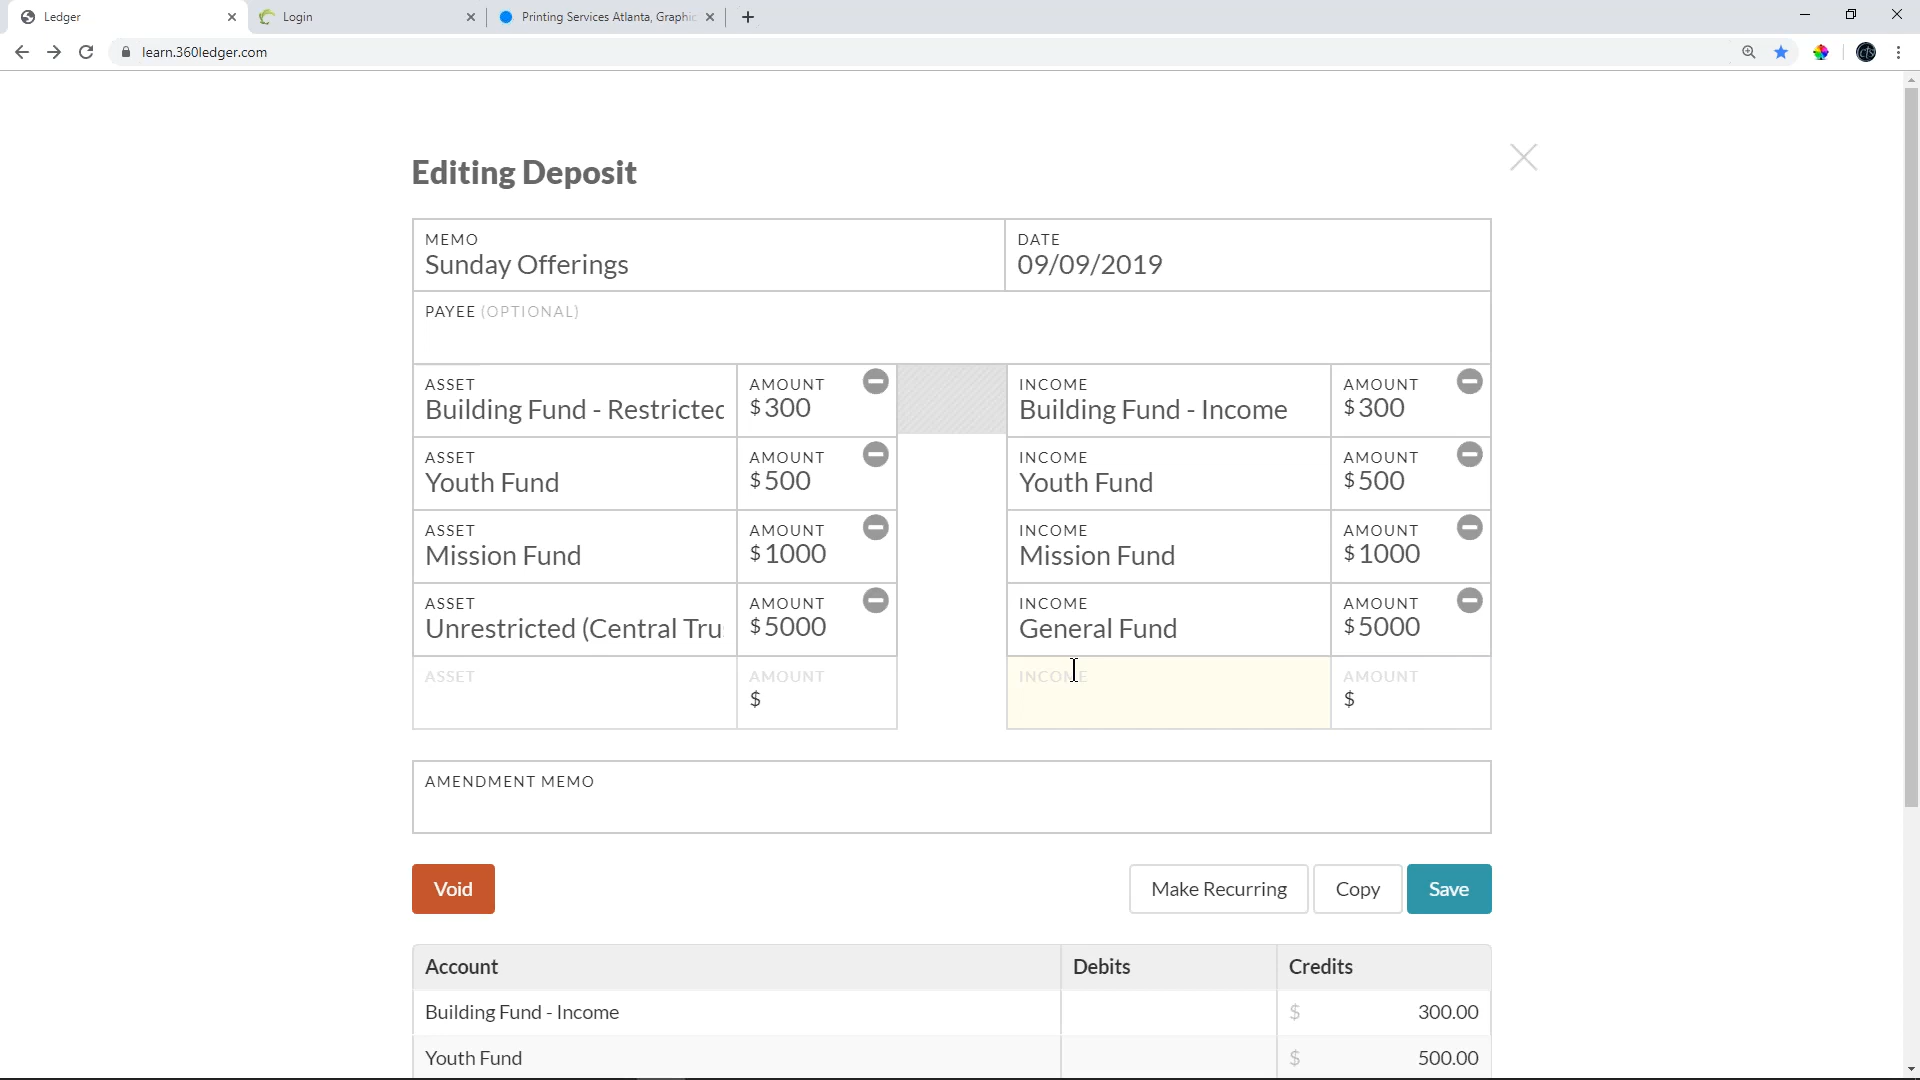 Ledger
Login
Printing Services Atlanta, Graphic
learn.360ledger.com
Editing Deposit
MEMO
Sunday Offerings
DATE
09/09/2019
PAYEE (OPTIONAL)
ASSET
Building Fund - Restricted
AMOUNT
$300
INCOME
Building Fund - Income
AMOUNT
$300
ASSET
Youth Fund
AMOUNT
$500
INCOME
Youth Fund
AMOUNT
$500
ASSET
Mission Fund
AMOUNT
$1000
INCOME
Mission Fund
AMOUNT
$1000
ASSET
Unrestricted (Central Tru
AMOUNT
$5000
INCOME
General Fund
AMOUNT
$5000
ASSET
AMOUNT
$
INCOME
AMOUNT
$
AMENDMENT MEMO
Void
Make Recurring
Copy
Save
Account Debits Credits
Building Fund - Income $ 300.00
Youth Fund $ 500.00